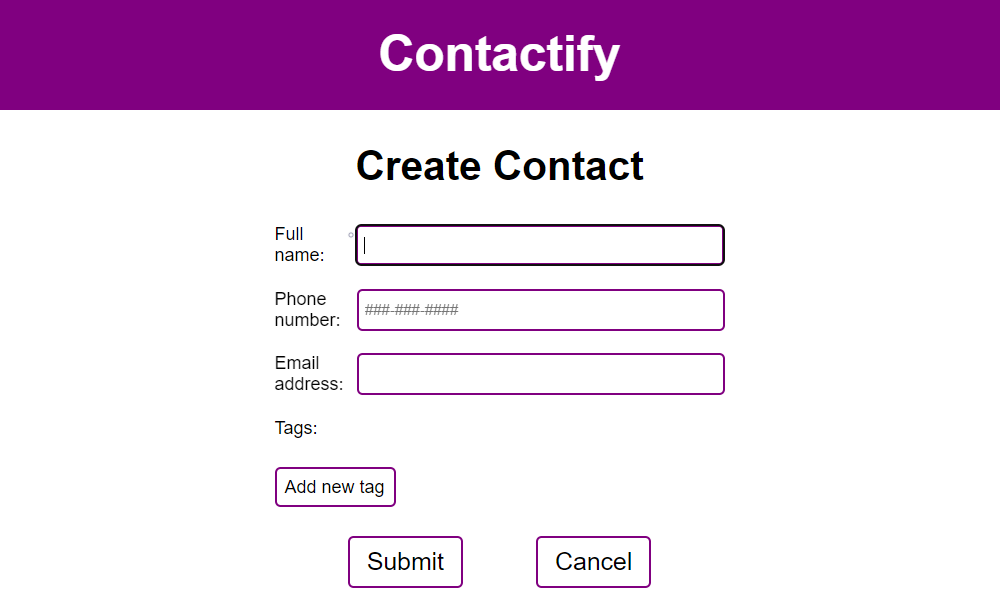 Contactify
Create Contact
Full
name:
Phone
number:
###-###-####
Email
address:
Tags:
Add new tag
Submit
Cancel